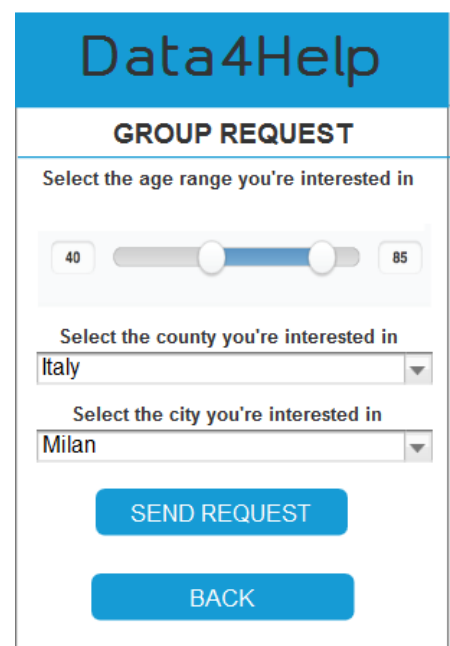 Data4Help
GROUP REQUEST
Select the age range you're interested in
40 85
Select the county you're interested in
Italy
Select the city you're interested in
Milan
SEND REQUEST
BACK